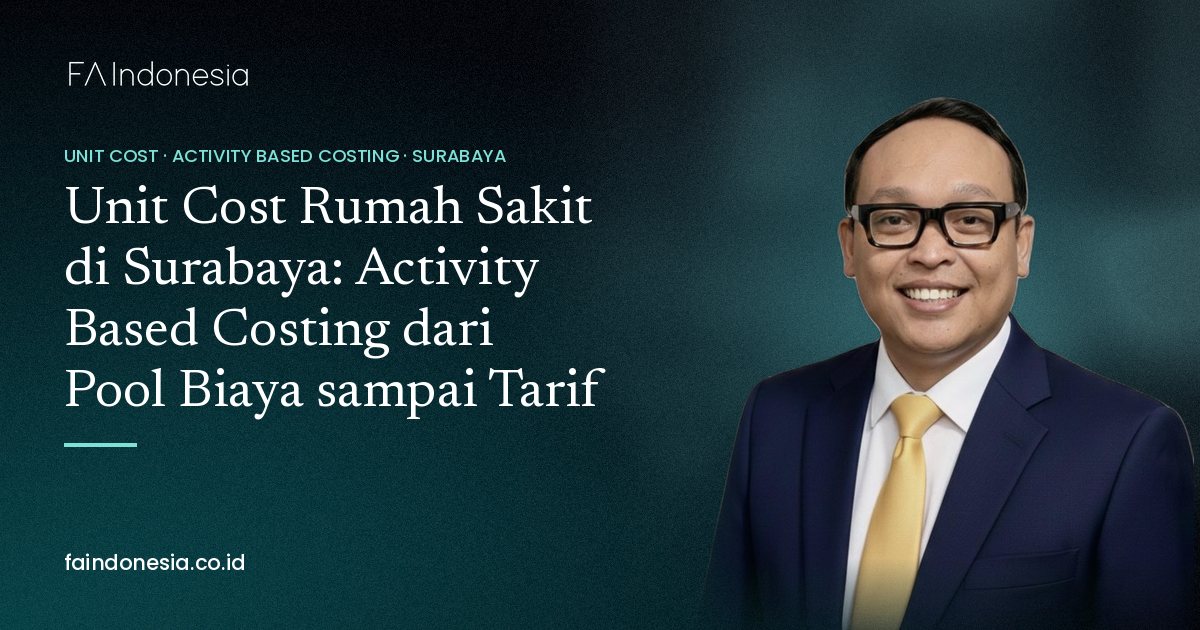 FA Indonesia
UNIT COST · ACTIVITY BASED COSTING · SURABAYA
Unit Cost Rumah Sakit
di Surabaya: Activity
Based Costing dari
Pool Biaya sampai Tarif
faindonesia.co.id